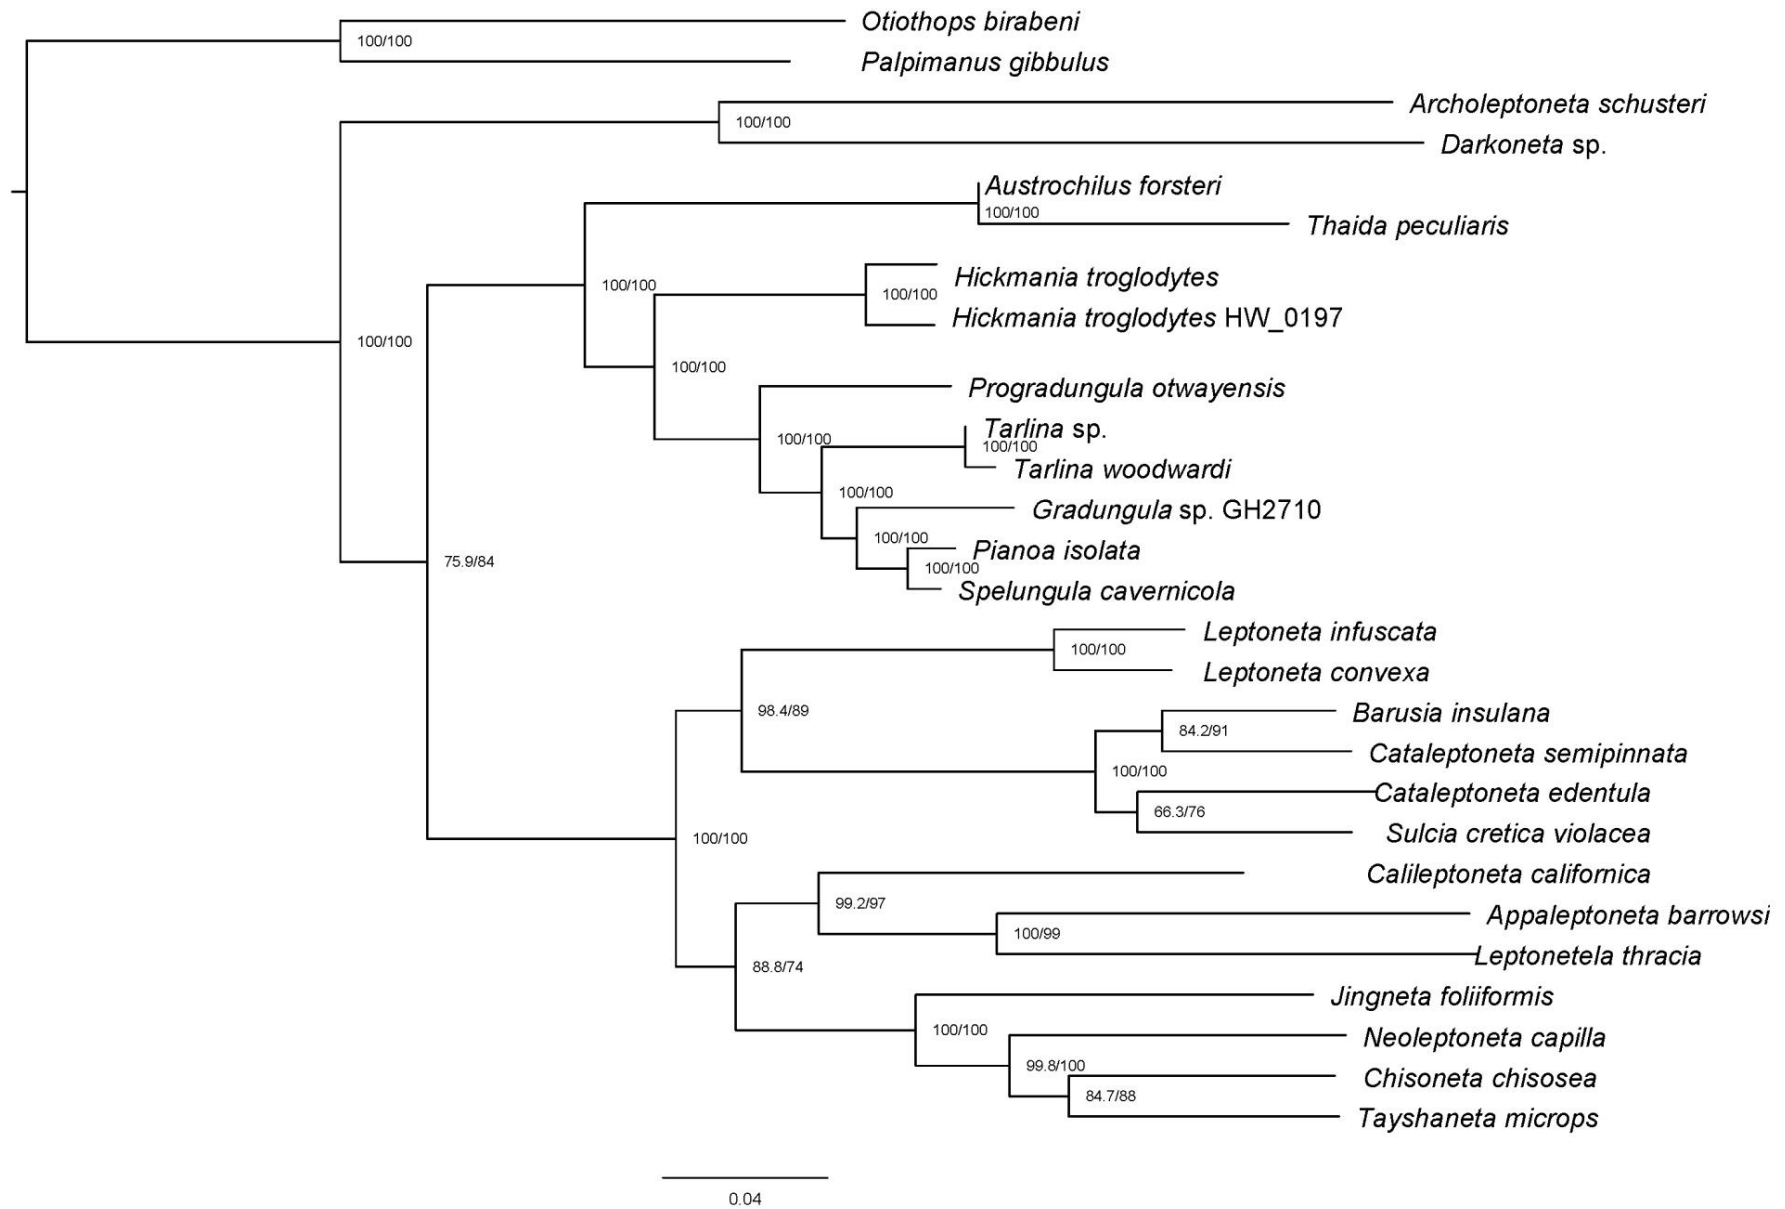 Otiothops birabeni
100/100
Palpimanus gibbulus
Archoleptoneta schusteri
100/100
Darkoneta sp.
Austrochilus forsteri
100/100
Thaida peculiaris
Hickmania troglodytes
100/100
100/100
Hickmania troglodytes HW_0197
100/100
100/100
Progradungula otwayensis
Tarlina sp.
100/100
100/100
Tarlina woodwardi
100/100
Gradungula sp. GH2710
100/100
Pianoa isolata
75.9/84
100/100
Spelungula cavernicola
Leptoneta infuscata
100/100
Leptoneta convexa
98.4/89
Barusia insulana
84.2/91
Cataleptoneta semipinnata
100/100
Cataleptoneta edentula
66.3/76
Sulcia cretica violacea
100/100
Calileptoneta californica
99.2/97
Appaleptoneta barrowsi
100/99
Leptonetela thracia
88.8/74
Jingneta foliiformis
100/100
Neoleptoneta capilla
99.8/100
Chisoneta chisosea
84.7/88
Tayshaneta microps
0.04